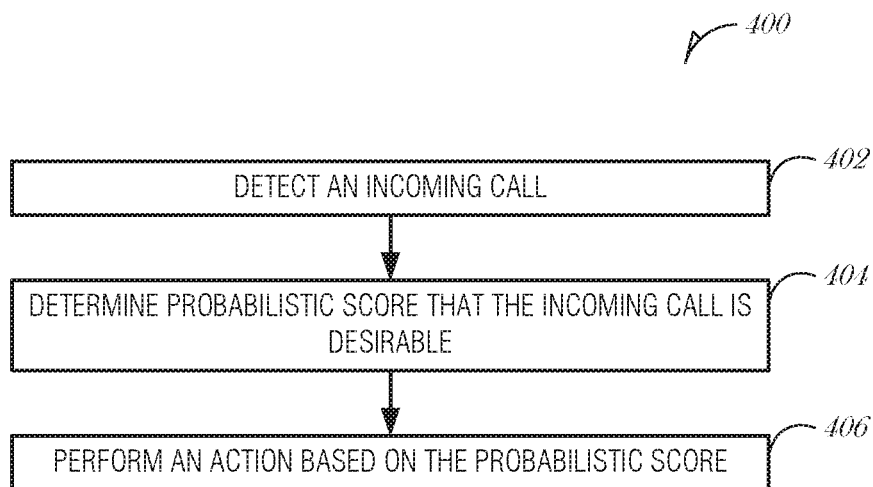 400
402
DETECT AN INCOMING CALL
404
DETERMINE PROBABILISTIC SCORE THAT THE INCOMING CALL IS
DESIRABLE
406
PERFORM AN ACTION BASED ON THE PROBABILISTIC SCORE